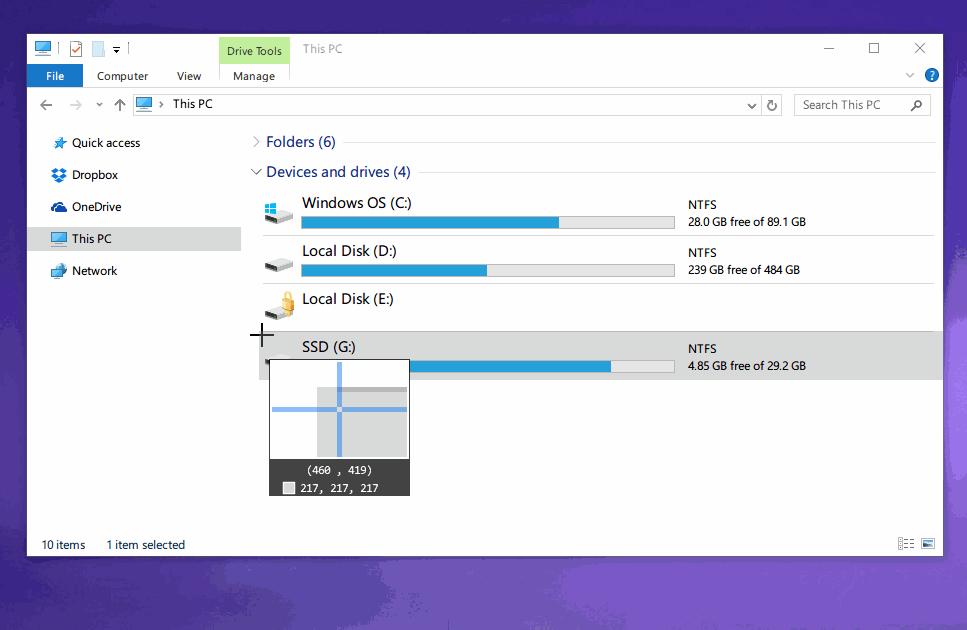 Drive Tools This PC
File Computer View Manage
This PC Search This PC
Quick access
Dropbox
OneDrive
This PC
Network
Folders (6)
Devices and drives (4)
Windows OS (C:)
NTFS
28.0 GB free of 89.1 GB
Local Disk (D:)
NTFS
239 GB free of 484 GB
Local Disk (E:)
SSD (G:)
NTFS
4.85 GB free of 29.2 GB
(460 , 419)
217, 217, 217
10 items 1 item selected